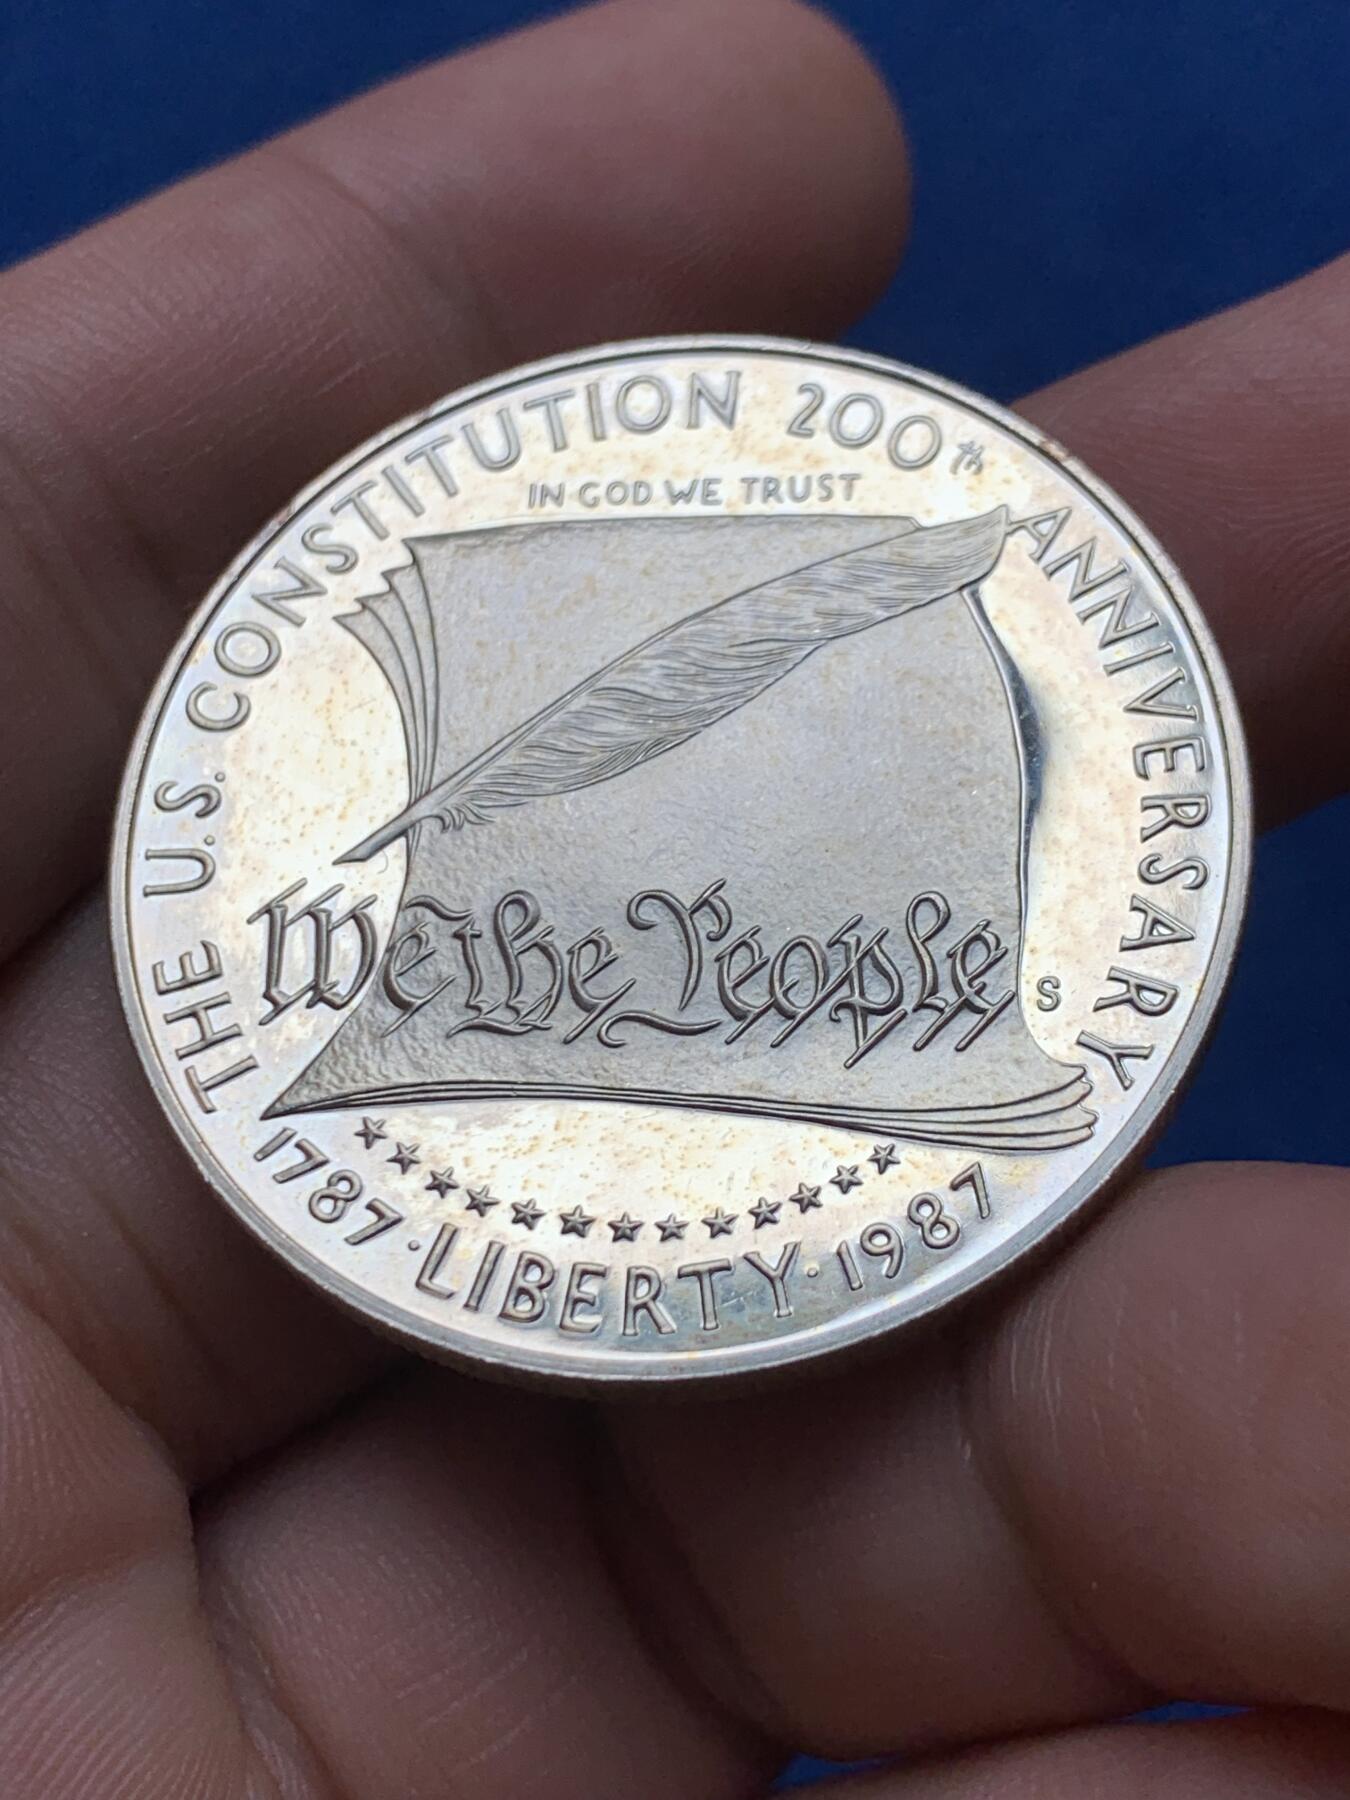 THE U.S. CONSTITUTION 200th ANNIVERSARY
IN GOD WE TRUST
We the People
S
1787 · LIBERTY · 1987